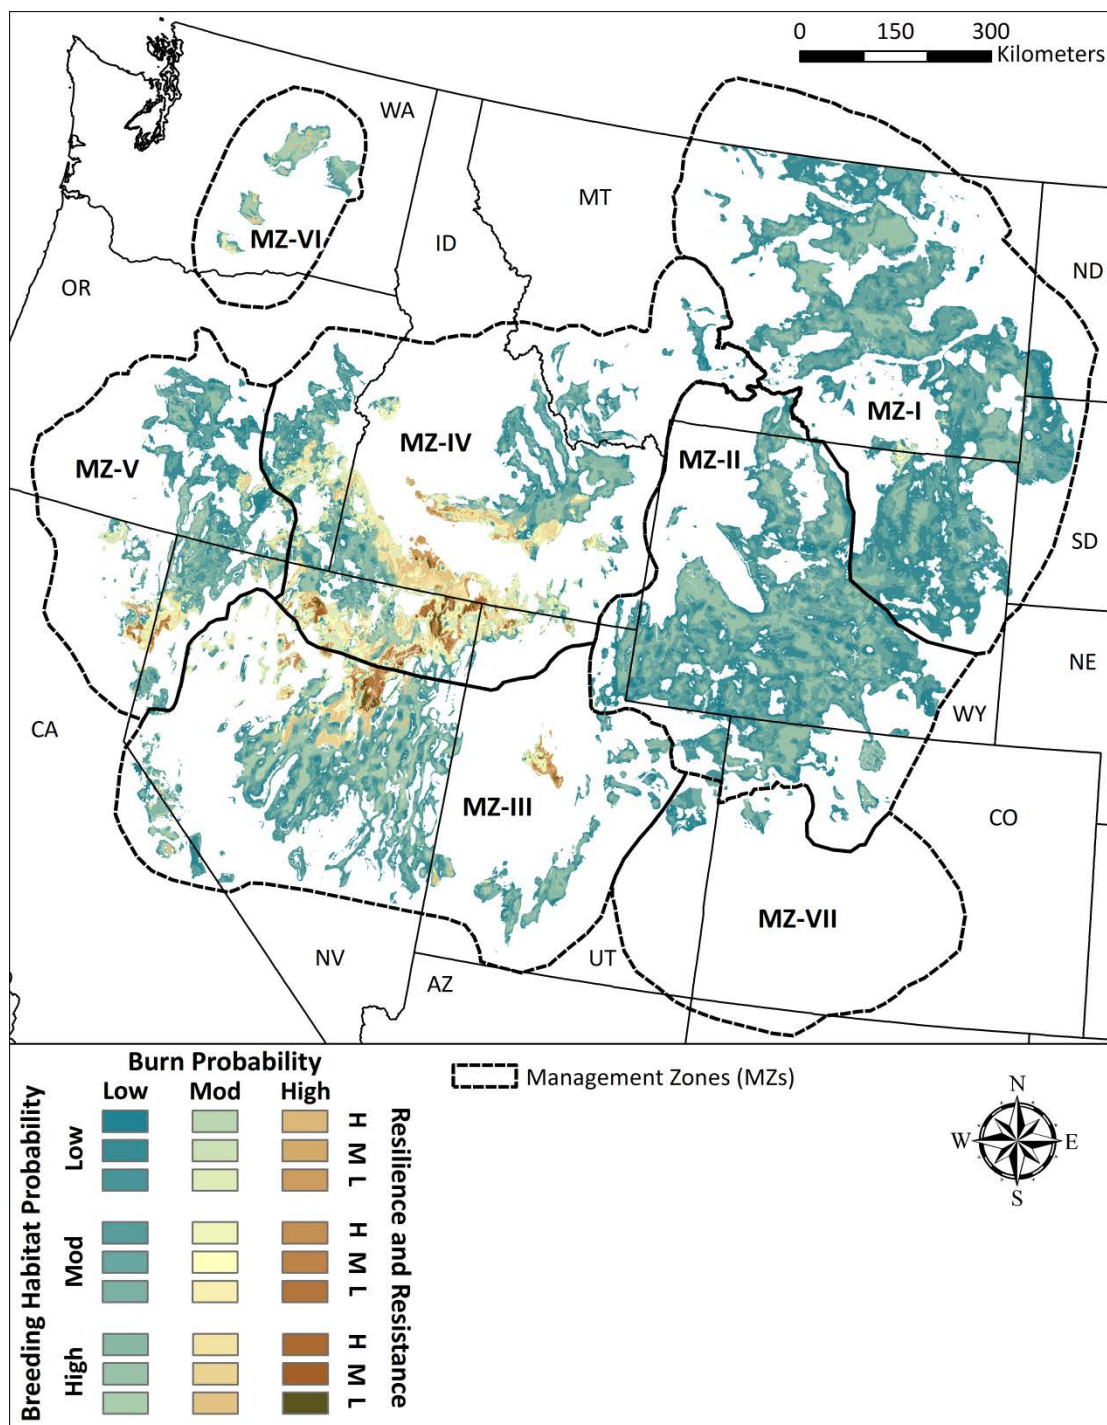 0 150 300
Kilometers
WA
MT
MZ-VI
ID
ND
OR
MZ-I
MZ-IV
MZ-V
MZ-II
SD
NE
WY
CA
MZ-III
CO
MZ-VII
NV
UT
AZ
Burn Probability
Low Mod High
Management Zones (MZs)
Breeding Habitat Probability
Low
Mod
High
H
M
L
H
M
L
H
M
L
Resilience and Resistance
N
W E
S